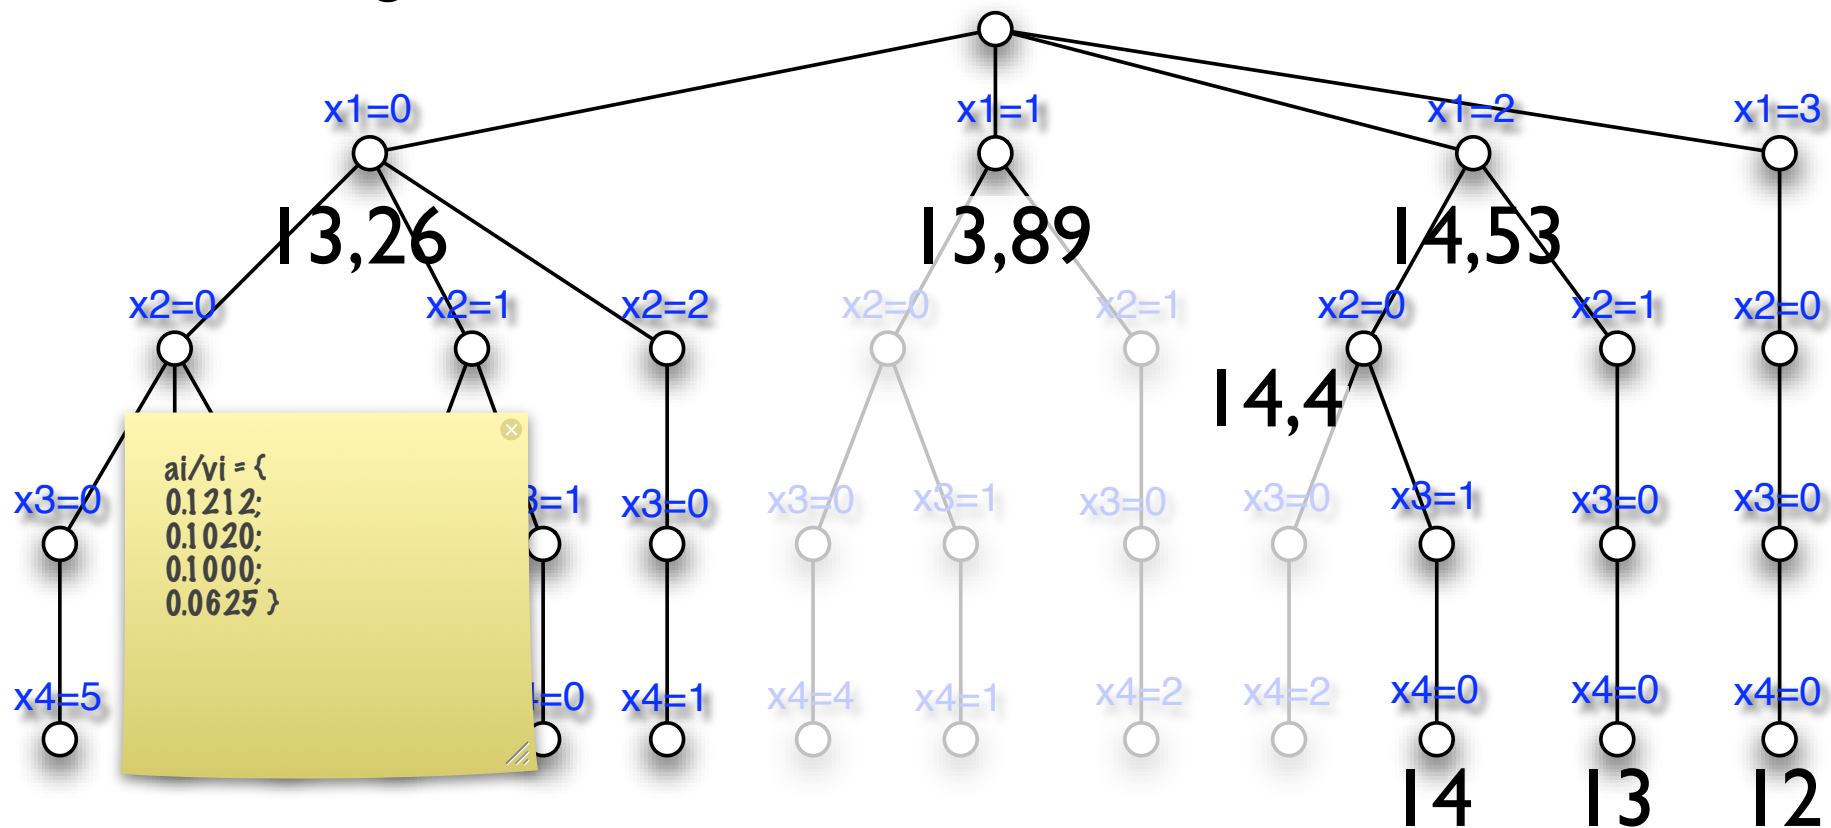 x1=0
x1=1
x1=2
x1=3
13,26
13,89
14,53
x2=0
x2=1
x2=2
x2=0
x2=1
x2=0
x2=1
x2=0
14,4
ai/vi = {
0.1212;
0.1020;
0.1000;
0.0625 }
x3=0
3=1
x3=0
x3=0
x3=1
x3=0
x3=0
x3=1
x3=0
x3=0
x4=5
=0
x4=1
x4=4
x4=1
x4=2
x4=2
x4=0
x4=0
x4=0
14
13
12